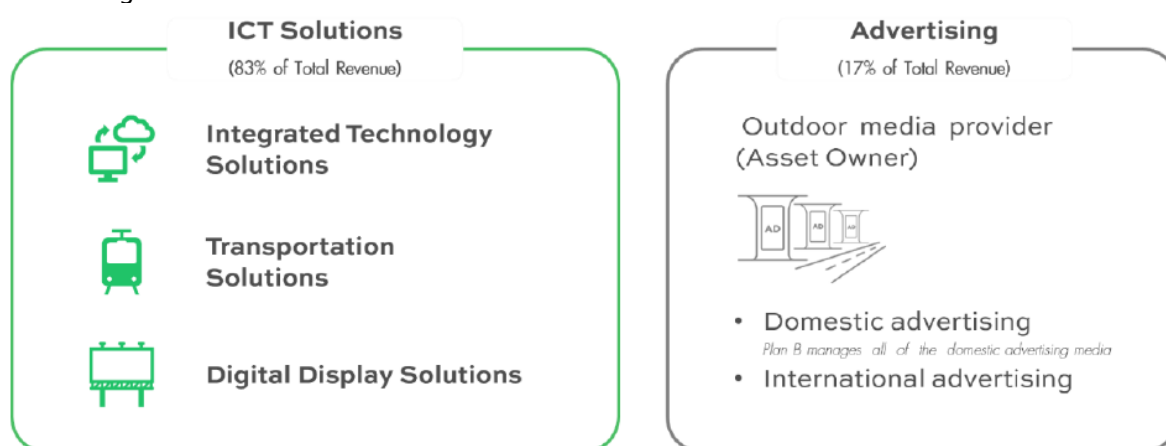 ICT Solutions
(83% of Total Revenue)
Integrated Technology
Solutions
Transportation
Solutions
Digital Display Solutions
Advertising
(17% of Total Revenue)
Outdoor media provider
(Asset Owner)
AD
AD
AD
• Domestic advertising
Plan B manages all of the domestic advertising media
• International advertising